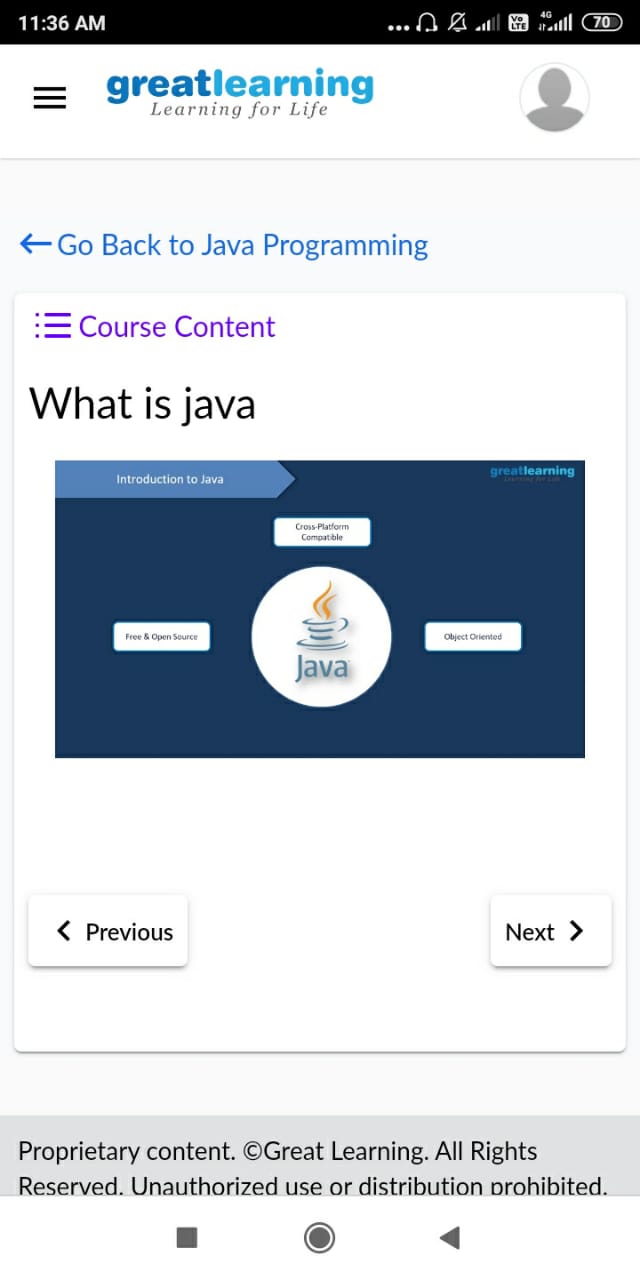 11:36 AM
Vo LTE
4G
70
greatlearning
Learning for Life
Go Back to Java Programming
Course Content
What is java
Introduction to Java
greatlearning
Learning for Life
Cross-Platform
Compatible
Free & Open Source
Java
Object Oriented
Previous
Next
Proprietary content. ©Great Learning. All Rights
Reserved. Unauthorized use or distribution prohibited.